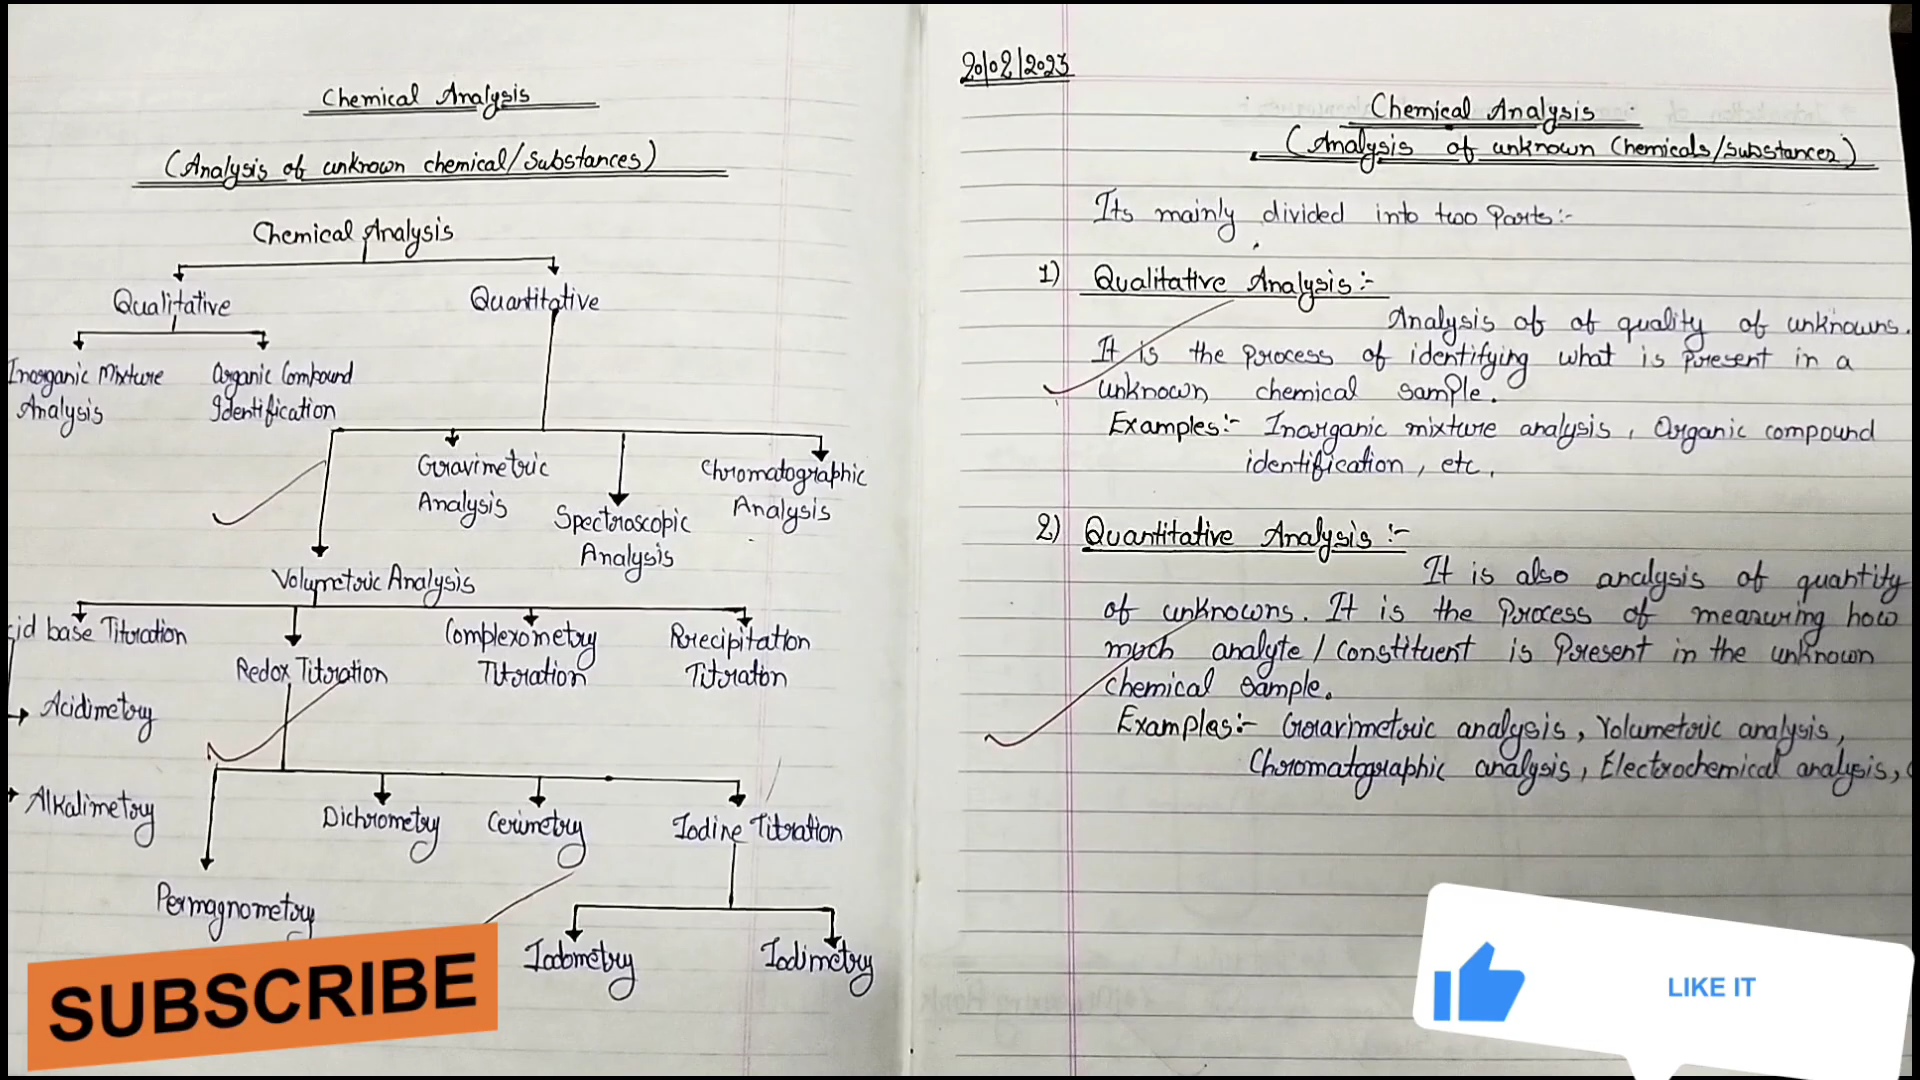 Chemical Analysis
(Analysis of unknown chemical/substances)
Chemical Analysis
Qualitative
Quantitative
Inorganic Mixture
Analysis
Organic Compound
Identification
Gravimetric
Analysis
Spectroscopic
Analysis
Chromatographic
Analysis
Volumetric Analysis
cid base Titration
Redox Titration
Complexometry
Titration
Precipitation
Titraton
Acidimetry
Alkalimetry
Permagnometry
Dichrometry
Cerimetry
Iodine Titration
Iodometry
Iodimetry
SUBSCRIBE
20/02/2023
Chemical Analysis
(Analysis of unknown Chemicals/substances)
Its mainly divided into two Parts:-
1) Qualitative Analysis :-
Analysis of of quality of unknowns.
It is the process of identifying what is present in a
unknown chemical sample.
Examples:- Inorganic mixture analysis, Organic compound
identification, etc.
2) Quantitative Analysis :-
It is also analysis of quantity
of unknowns. It is the Process of measuring how
much analyte / constituent is Present in the unknown
chemical sample.
Examples:- Gravimetric analysis, Volumetric analysis,
Chromatographic analysis, Electrochemical analysis,
LIKE IT